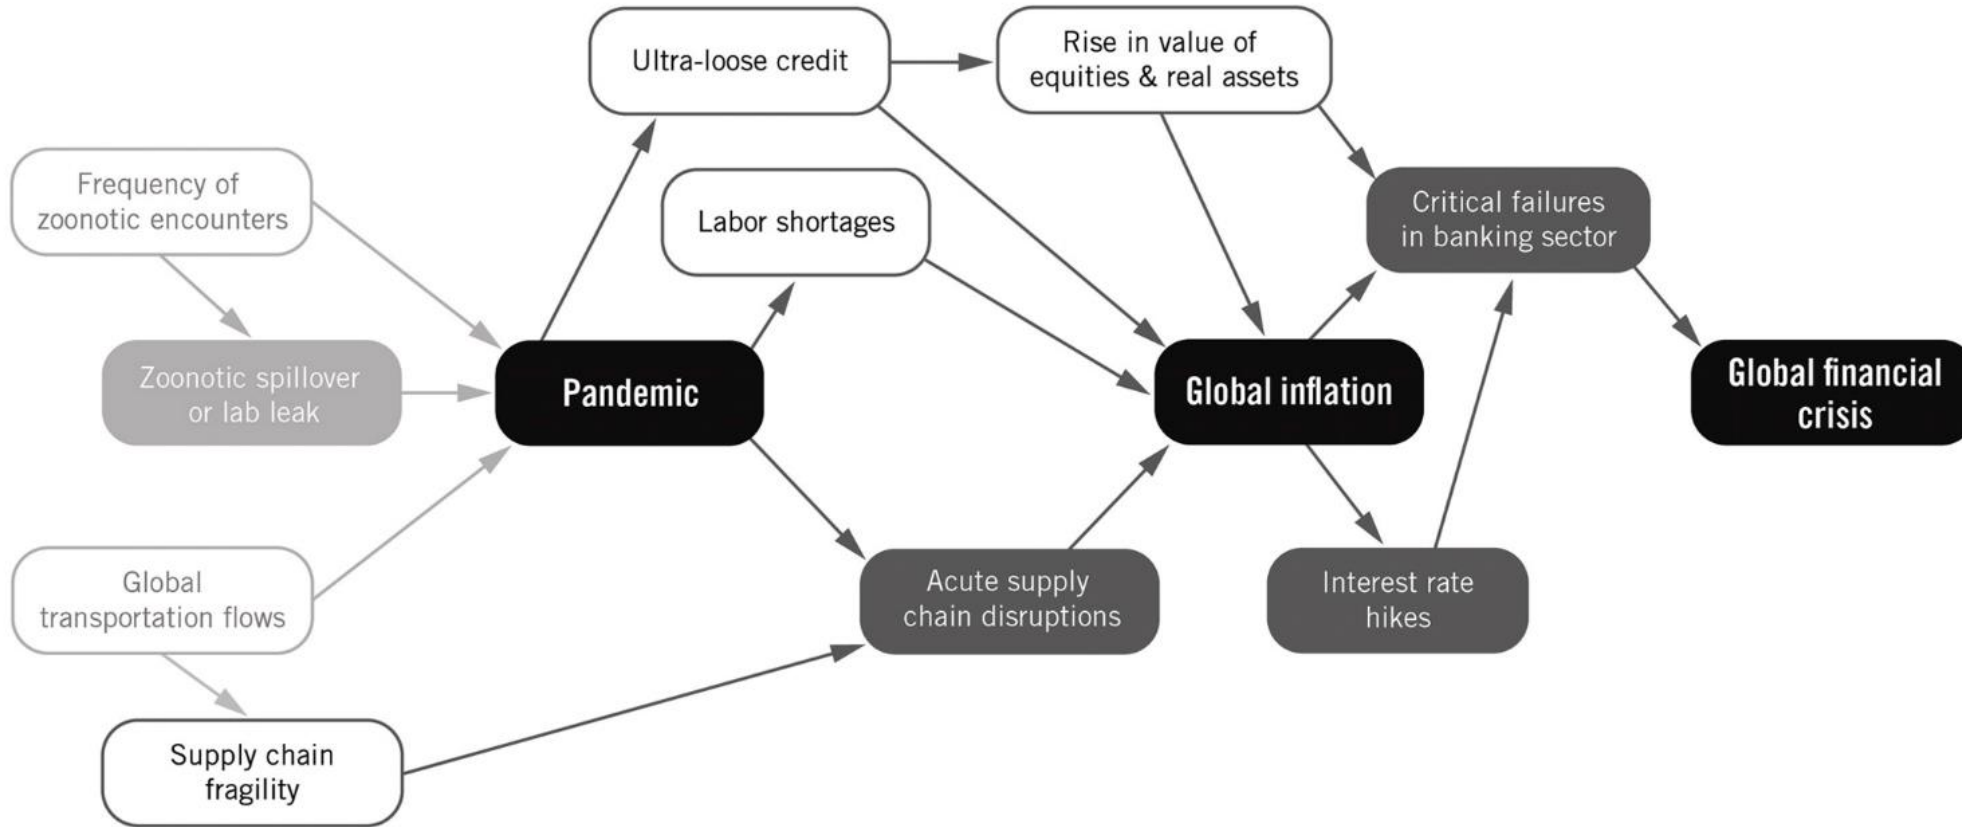 Ultra-loose credit
Rise in value of
equities & real assets
Frequency of
zoonotic encounters
Labor shortages
Critical failures
in banking sector
Zoonotic spillover
or lab leak
Pandemic
Global inflation
Global financial
crisis
Global
transportation flows
Acute supply
chain disruptions
Interest rate
hikes
Supply chain
fragility